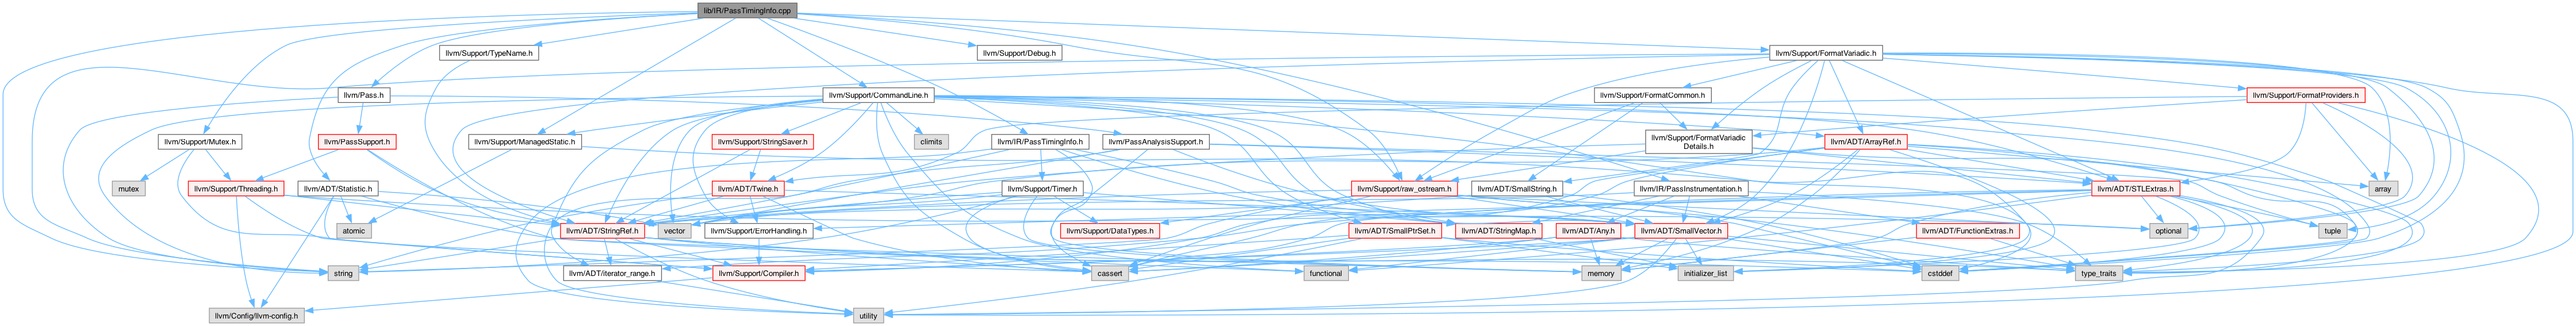 lib/IR/PassTimingInfo.cpp
llvm/Support/TypeName.h
llvm/Support/Debug.h
llvm/Support/FormatVariadic.h
llvm/Pass.h
llvm/Support/CommandLine.h
llvm/Support/FormatCommon.h
llvm/Support/FormatProviders.h
llvm/Support/Mutex.h
llvm/PassSupport.h
llvm/Support/ManagedStatic.h
llvm/Support/StringSaver.h
climits
llvm/IR/PassTimingInfo.h
llvm/PassAnalysisSupport.h
llvm/Support/FormatVariadic
Details.h
llvm/ADT/ArrayRef.h
mutex
llvm/Support/Threading.h
llvm/ADT/Statistic.h
llvm/ADT/Twine.h
llvm/Support/Timer.h
llvm/Support/raw_ostream.h
llvm/ADT/SmallString.h
llvm/IR/PassInstrumentation.h
llvm/ADT/STLExtras.h
array
atomic
llvm/ADT/StringRef.h
vector
llvm/Support/ErrorHandling.h
llvm/Support/DataTypes.h
llvm/ADT/SmallPtrSet.h
llvm/ADT/StringMap.h
llvm/ADT/Any.h
llvm/ADT/SmallVector.h
llvm/ADT/FunctionExtras.h
optional
tuple
string
llvm/ADT/iterator_range.h
llvm/Support/Compiler.h
cassert
functional
memory
initializer_list
cstddef
type_traits
llvm/Config/llvm-config.h
utility